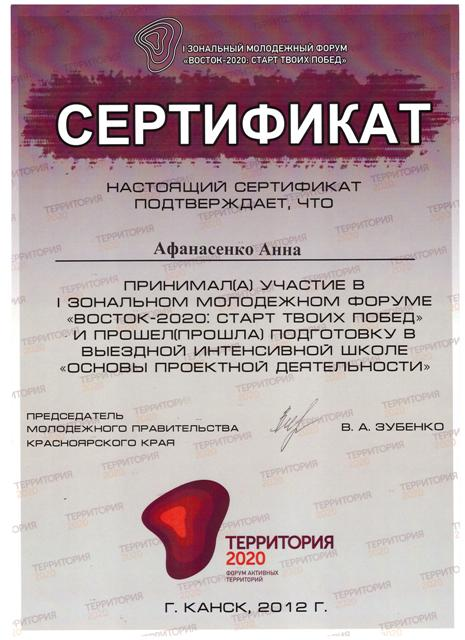 I ЗОНАЛЬНЫЙ МОЛОДЕЖНЫЙ ФОРУМ
«ВОСТОК-2020: СТАРТ ТВОИХ ПОБЕД»
СЕРТИФИКАТ
НАСТОЯЩИЙ СЕРТИФИКАТ
ПОДТВЕРЖДАЕТ, ЧТО
Афанасенко Анна
ПРИНИМАЛ(А) УЧАСТИЕ В
I ЗОНАЛЬНОМ МОЛОДЕЖНОМ ФОРУМЕ
«ВОСТОК-2020: СТАРТ ТВОИХ ПОБЕД»
И ПРОШЕЛ(ПРОШЛА) ПОДГОТОВКУ В
ВЫЕЗДНОЙ ИНТЕНСИВНОЙ ШКОЛЕ
«ОСНОВЫ ПРОЕКТНОЙ ДЕЯТЕЛЬНОСТИ»
ПРЕДСЕДАТЕЛЬ
МОЛОДЕЖНОГО ПРАВИТЕЛЬСТВА
КРАСНОЯРСКОГО КРАЯ
В. А. ЗУБЕНКО
ТЕРРИТОРИЯ
2020
ФОРУМ АКТИВНЫХ
ТЕРРИТОРИЙ
Г. КАНСК, 2012 Г.